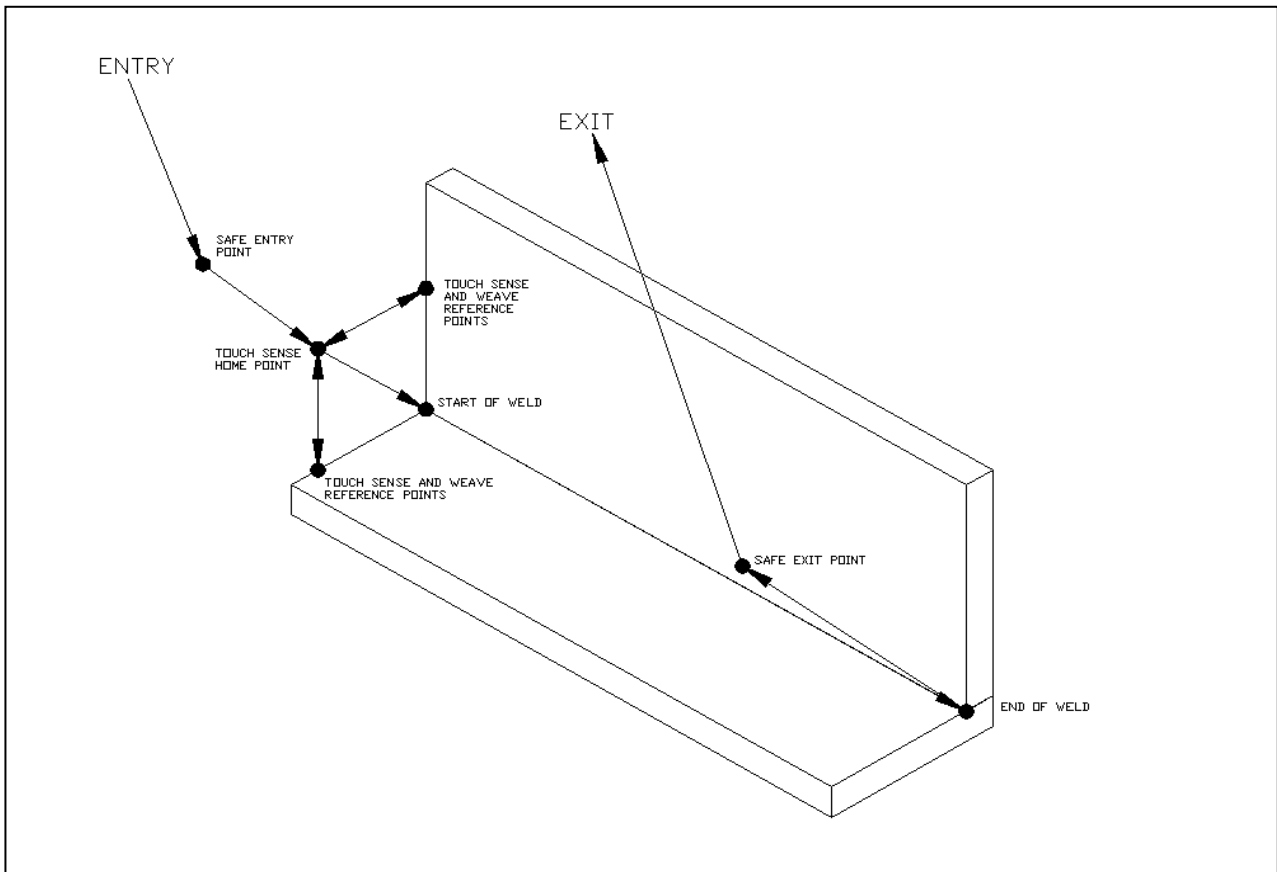 ENTRY
EXIT
SAFE ENTRY
POINT
TOUCH SENSE
AND WEAVE
REFERENCE
POINTS
TOUCH SENSE
HOME POINT
START OF WELD
TOUCH SENSE AND WEAVE
REFERENCE POINTS
SAFE EXIT POINT
END OF WELD